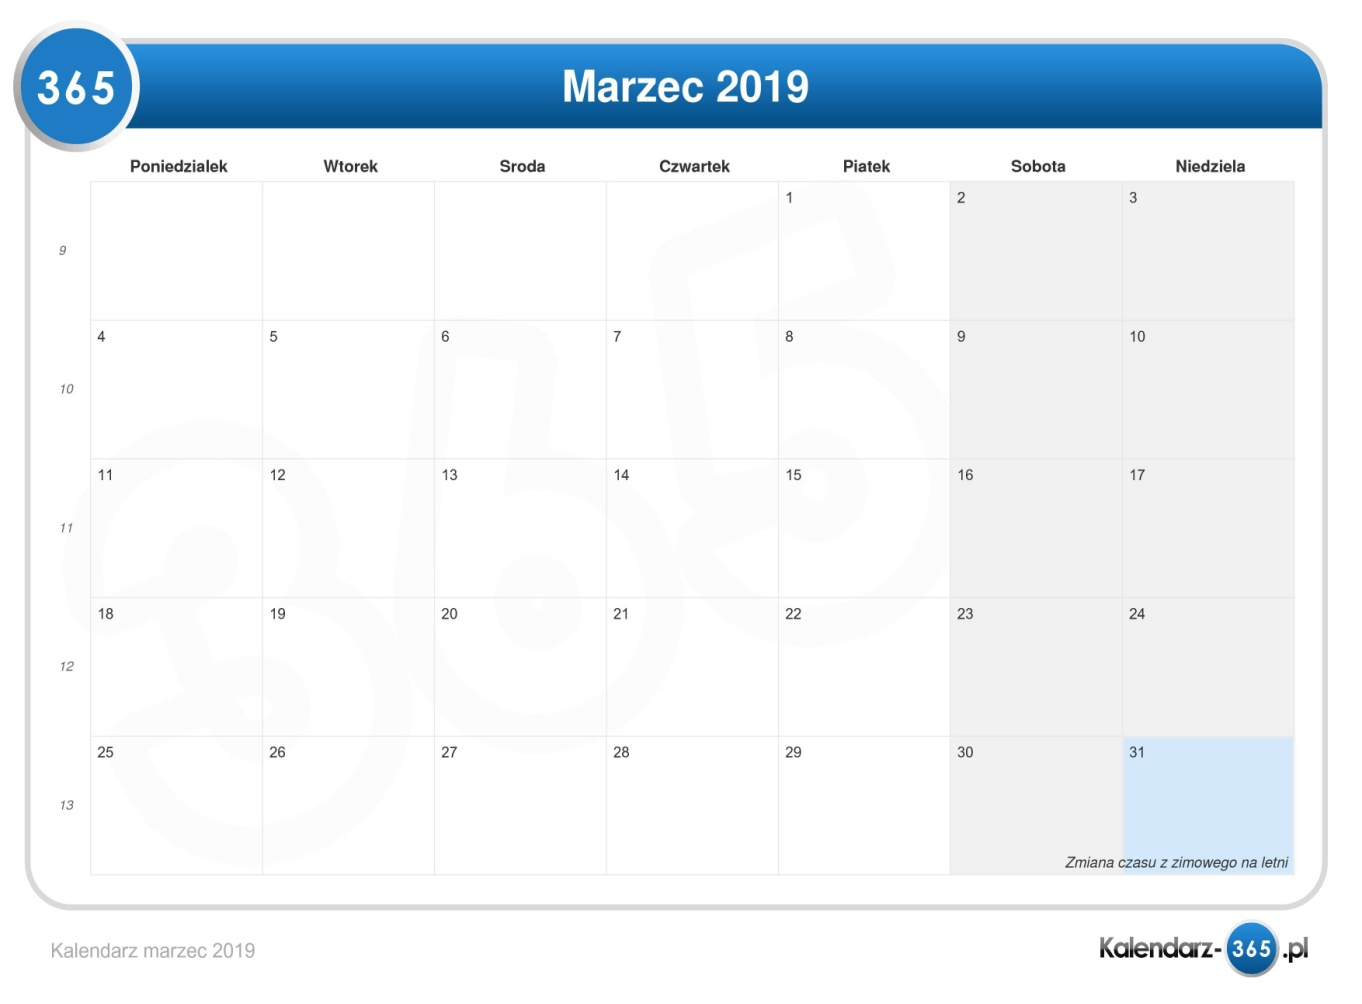 365
Marzec 2019
Poniedzialek Wtorek Sroda Czwartek Piatek Sobota Niedziela
9 1 2 3
10 4 5 6 7 8 9 10
11 11 12 13 14 15 16 17
12 18 19 20 21 22 23 24
13 25 26 27 28 29 30 31
Zmiana czasu z zimowego na letni
Kalendarz marzec 2019
Kalendarz-365.pl